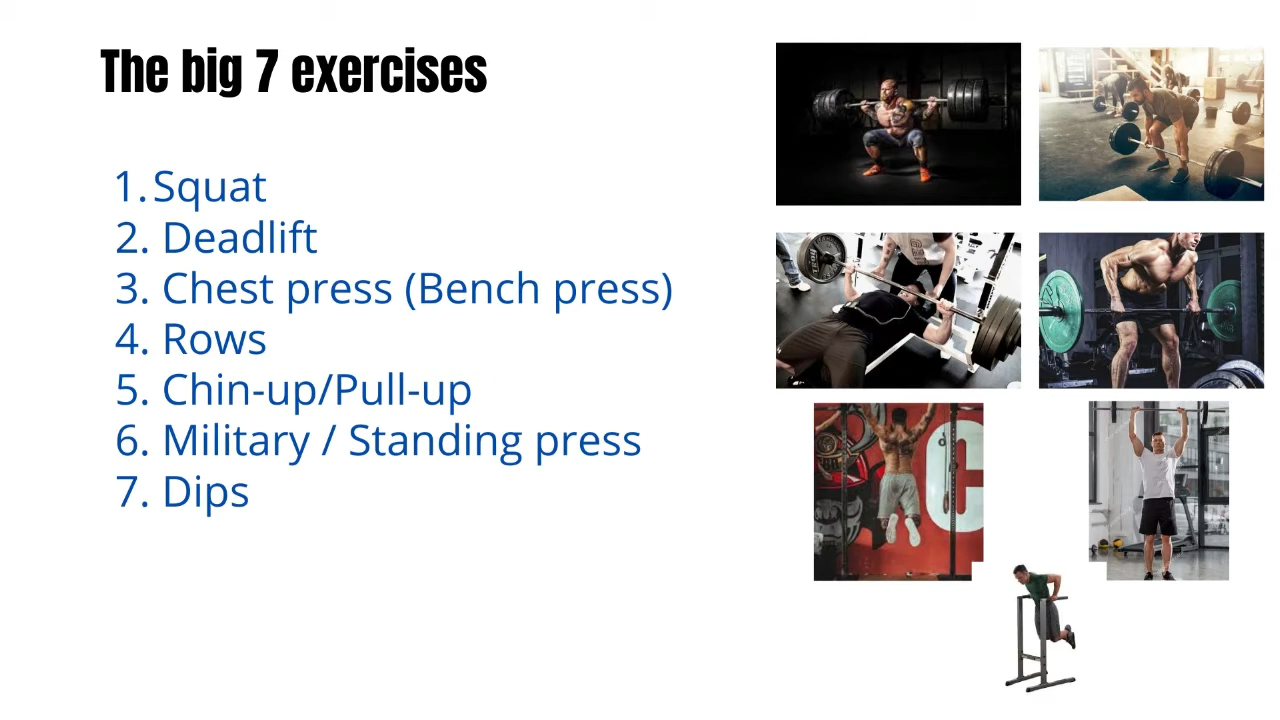 The big 7 exercises
1. Squat
2. Deadlift
3. Chest press (Bench press)
4. Rows
5. Chin-up/Pull-up
6. Military / Standing press
7. Dips
C